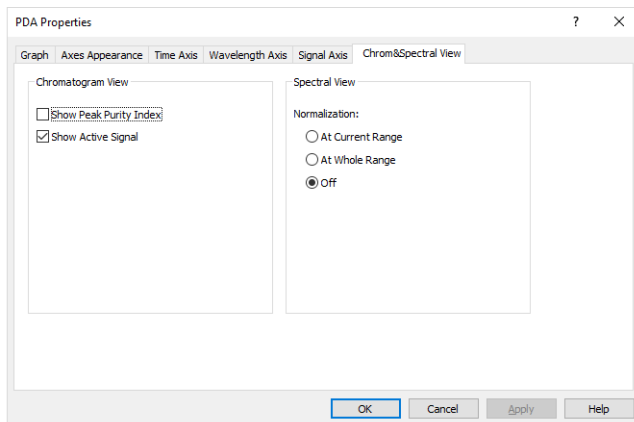 PDA Properties
?
Graph Axes Appearance Time Axis Wavelength Axis Signal Axis Chrom&Spectral View
Chromatogram View
Show Peak Purity Index
Show Active Signal
Spectral View
Normalization:
At Current Range
At Whole Range
Off
OK Cancel Apply Help